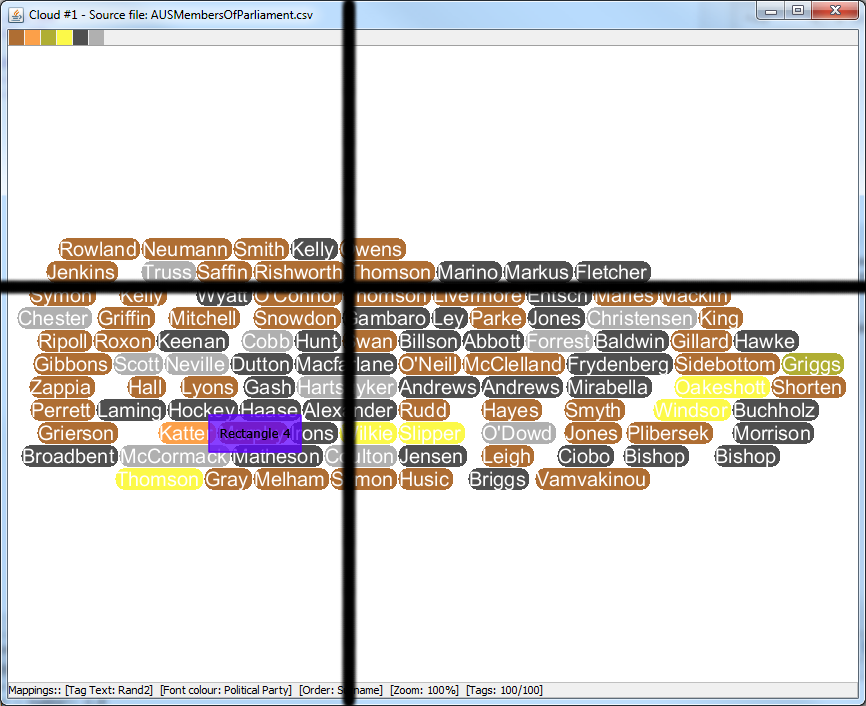 Cloud #1 - Source file: AUSMembersOfParliament.csv
Rowland Neumann Smith Kelly
Jenkins Truss Saffin Rishworth Thomson Marino Markus Fletcher
Symon Kelly Wyatt O'Connor Livermore Entsch Marles Macklin
Chester Griffin Mitchell Snowdon Gambaro Ley Parke Jones Christensen King
Ripoll Roxon Keenan Cobb Hunt Billson Abbott Forrest Baldwin Gillard Hawke
Gibbons Scott Neville Dutton Macfarlane O'Neill McClelland Frydenberg Sidebottom Griggs
Zappia Hall Lyons Gash Hartsuyker Andrews Andrews Mirabella Oakeshott Shorten
Perrett Laming Hockey Haase Alexander Rudd Hayes Smyth Windsor Buchholz
Grierson Katter Rectangle 4 Irons Wilkie Slipper O'Dowd Jones Plibersek Morrison
Broadbent McCormack Matheson Coulton Jensen Leigh Ciobo Bishop Bishop
Thomson Gray Melham Husic Briggs Vamvakinou
Mappings:: [Tag Text: Rand2] [Font colour: Political Party] [Order: Surname] [Zoom: 100%] [Tags: 100/100]